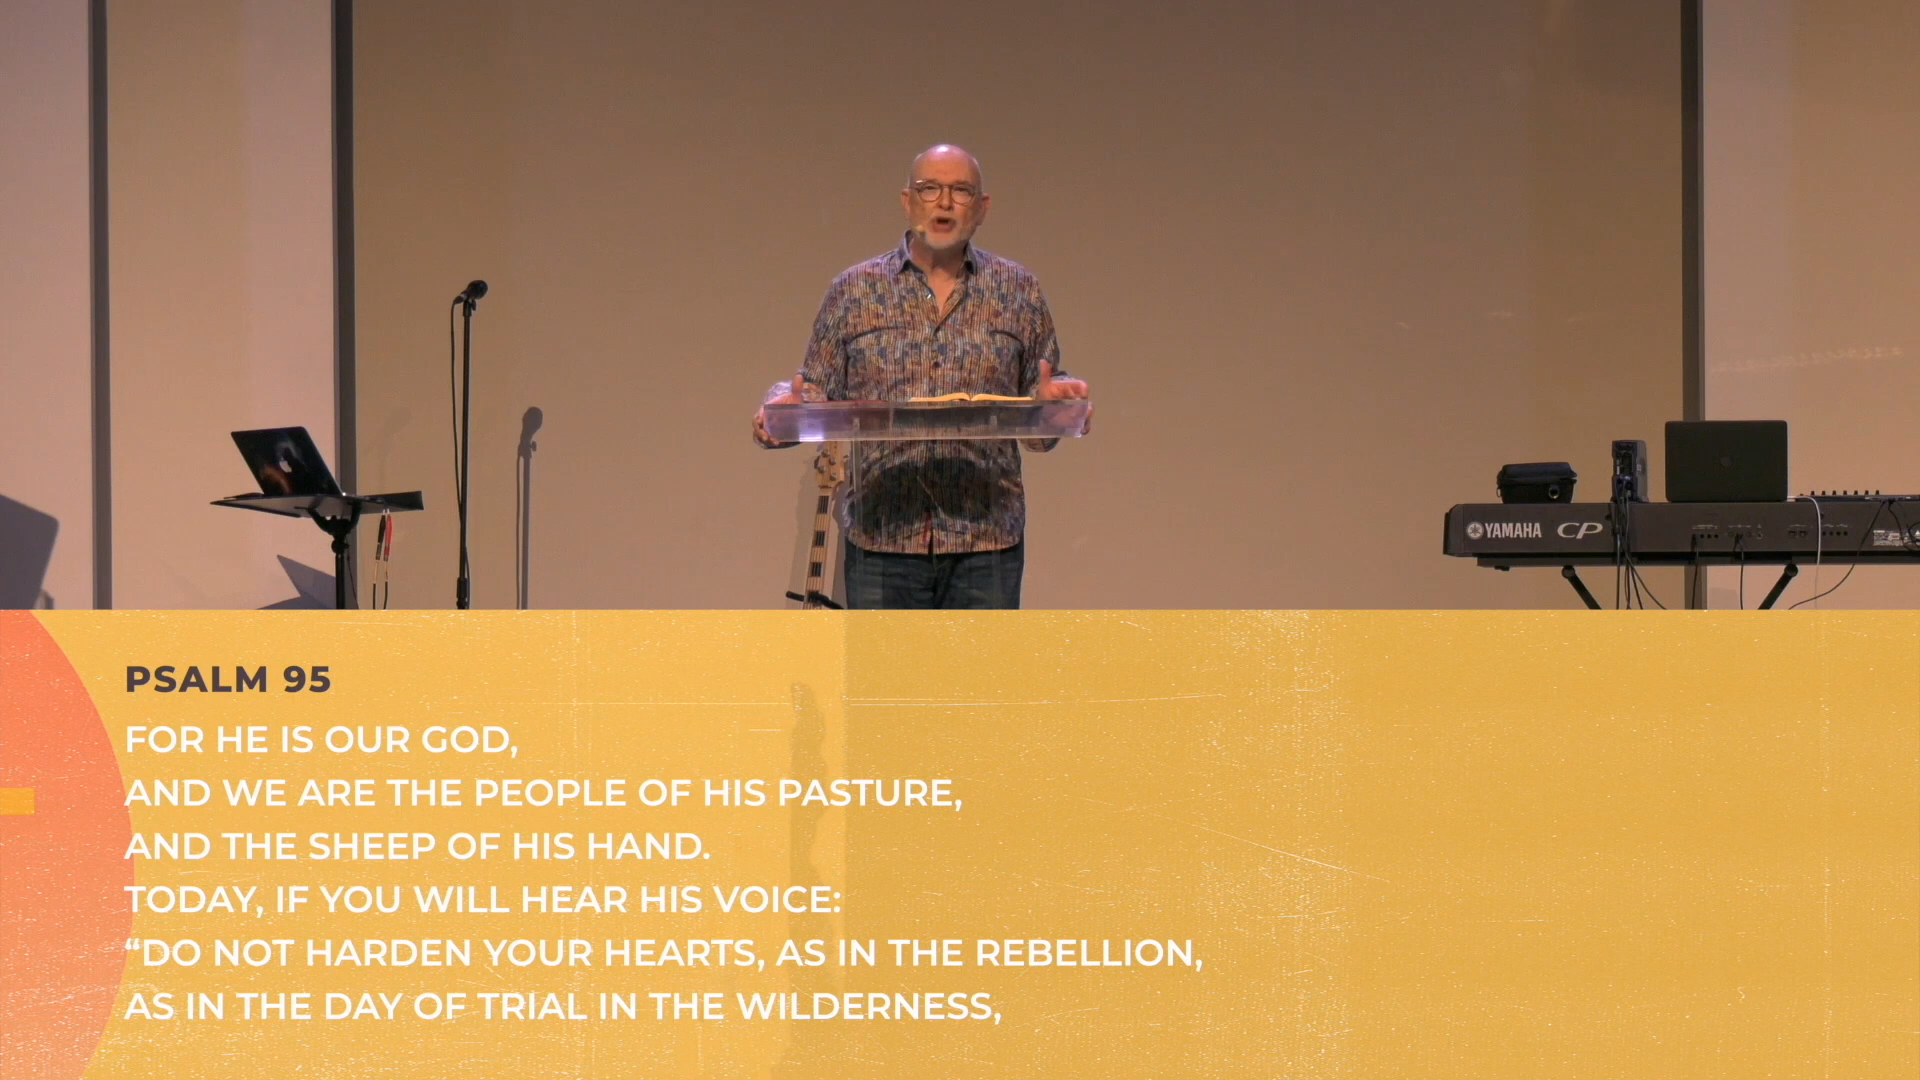 YAMAHA CP
PSALM 95
FOR HE IS OUR GOD,
AND WE ARE THE PEOPLE OF HIS PASTURE,
AND THE SHEEP OF HIS HAND.
TODAY, IF YOU WILL HEAR HIS VOICE:
“DO NOT HARDEN YOUR HEARTS, AS IN THE REBELLION,
AS IN THE DAY OF TRIAL IN THE WILDERNESS,